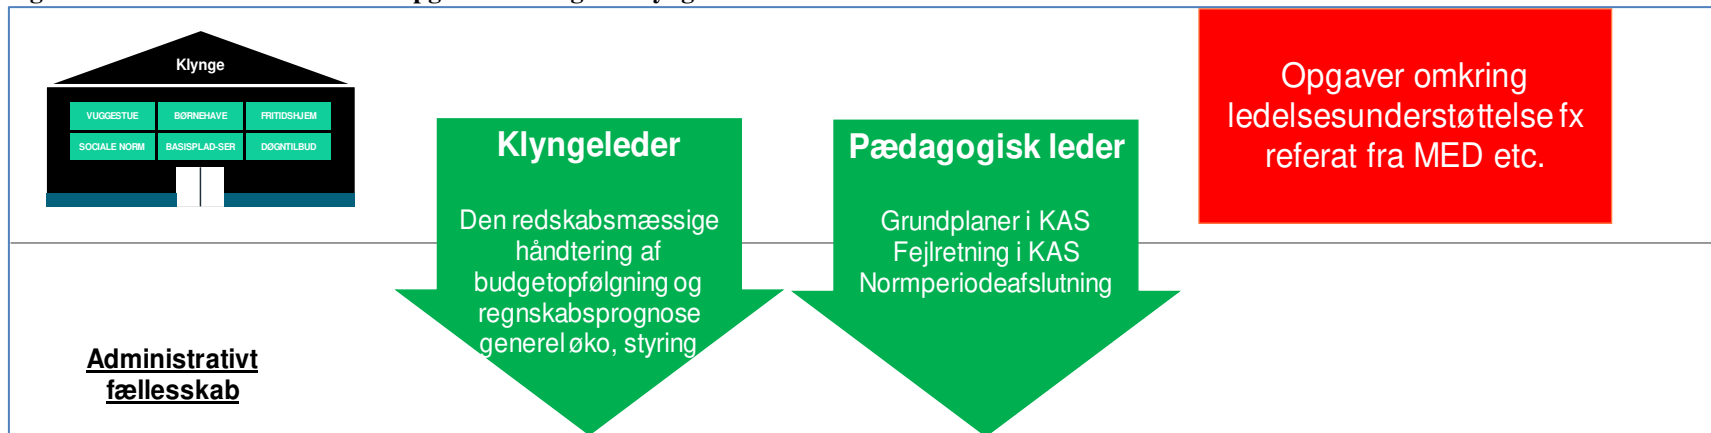 Klynge
VUGGESTUE
BØRNEHAVE
FRITIDSHJEM
SOCIALE NORM
BASISPLAD-SER
DØGNTILBUD
Klyngeleder
Den redskabsmæssige
håndtering af
budgetopfølgning og
regnskabsprognose
generel øko, styring
Pædagogisk leder
Grundplaner i KAS
Fejlretning i KAS
Normperiodeafslutning
Opgaver omkring
ledelsesunderstøttelse fx
referat fra MED etc.
Administrativt
fællesskab